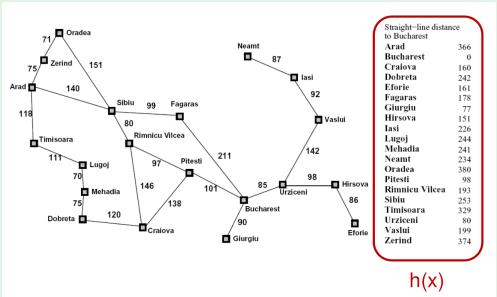 Oradea
71
Neamt
Zerind
87
75
151
Iasi
Arad
140
92
Sibiu
99
Fagaras
118
80
Vaslui
Rimnicu Vilcea
Timisoara
142
111
Lugoj
97
Pitesti
211
70
98
Hirsova
85
146
101
Urziceni
Mehadia
75
138
86
Bucharest
Dobreta
120
90
Craiova
Eforie
Giurgiu
Straight-line distance
to Bucharest
Arad 366
Bucharest 0
Craiova 160
Dobreta 242
Eforie 161
Fagaras 178
Giurgiu 77
Hirsova 151
Iasi 226
Lugoj 244
Mehadia 241
Neamt 234
Oradea 380
Pitesti 98
Rimnicu Vilcea 193
Sibiu 253
Timisoara 329
Urziceni 80
Vaslui 199
Zerind 374
h(x)